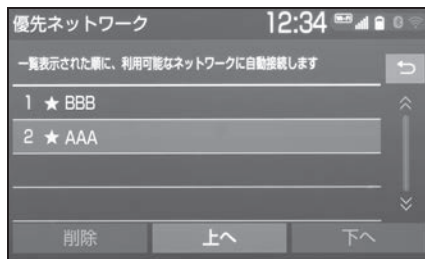 優先ネットワーク 12:34
一覧表示された順に、利用可能なネットワークに自動接続します
1 ★ BBB
2 ★ AAA
削除 上へ 下へ